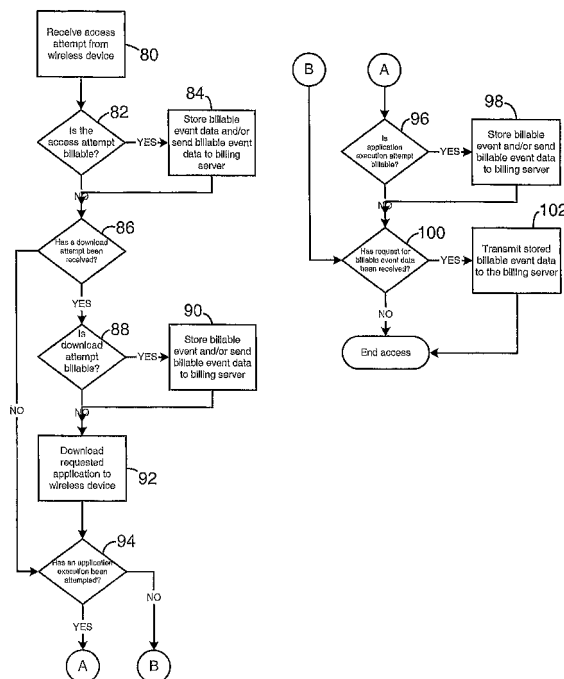 Receive access
attempt from
wireless device
80
82
Is the
access attempt
billable?
YES
84
Store billable
event data and/or
send billable event
data to billing server
NO
86
Has a download
attempt been
received?
YES
NO
88
Is
download
attempt
billable?
YES
90
Store billable
event and/or send
billable event data
to billing server
NO
Download
requested
application to
wireless device
92
94
Has an application
execution been
attempted?
NO
YES
A
B
B
A
96
Is
application
execution attempt
billable?
YES
98
Store billable
event and/or send
billable event data
to billing server
NO
100
Has request for
billable event data
been received?
YES
102
Transmit stored
billable event data
to the billing server
NO
End access